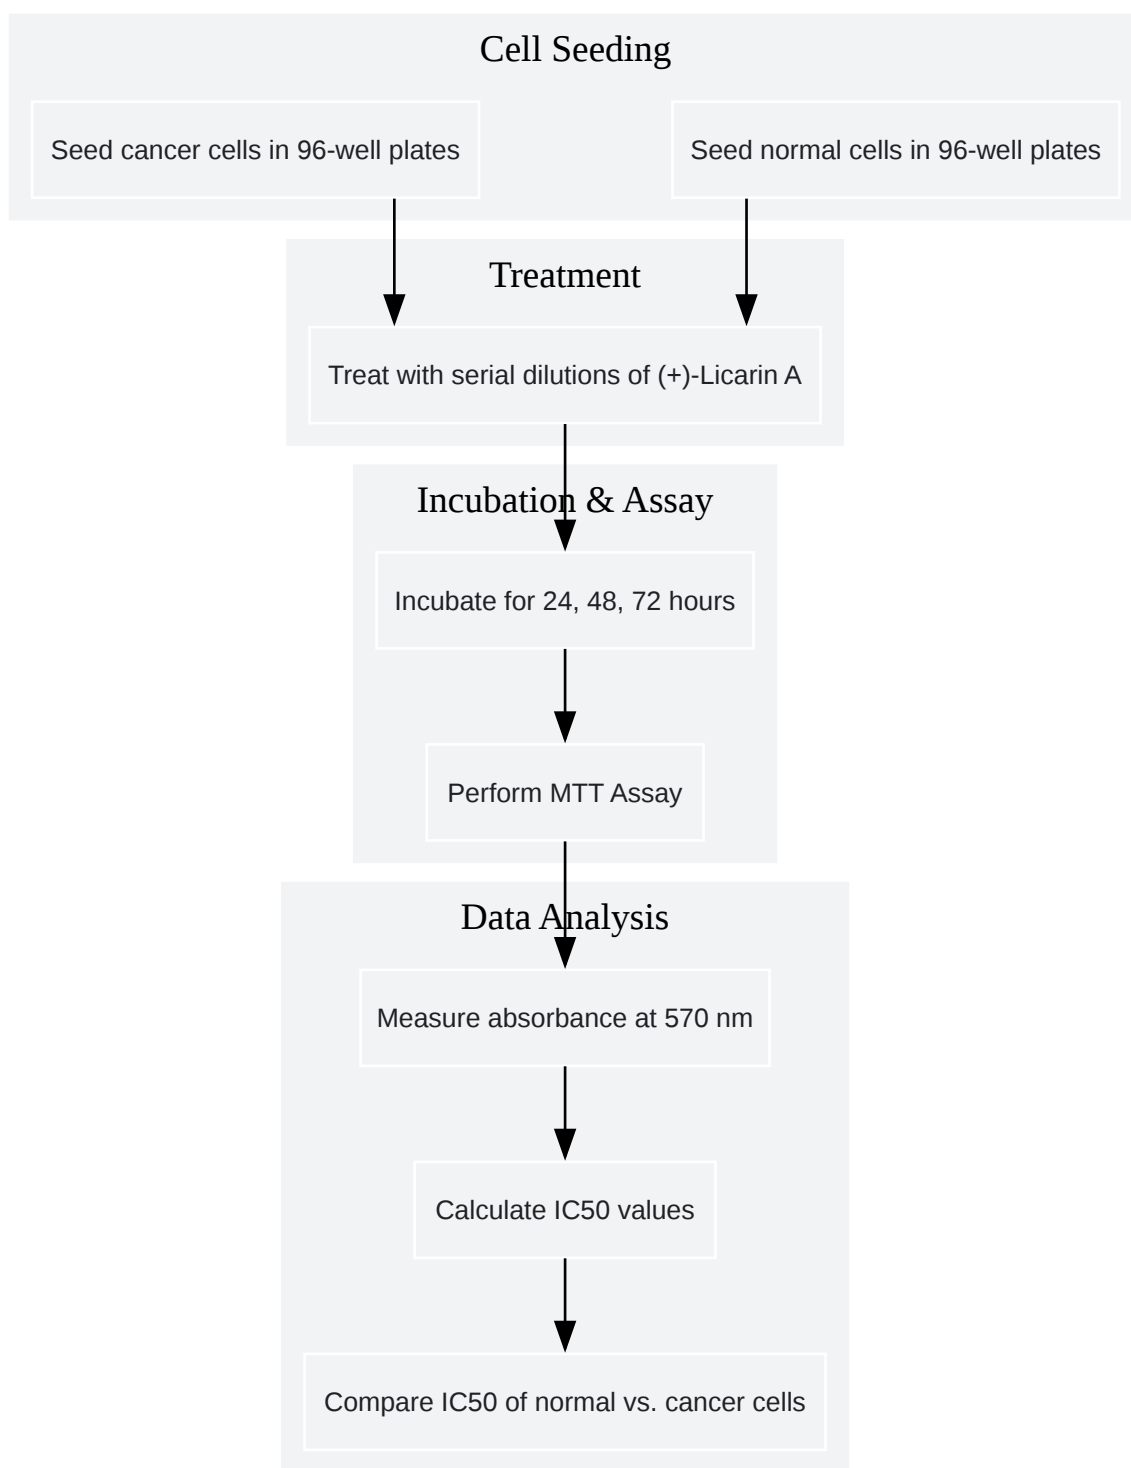 Cell Seeding
Seed cancer cells in 96-well plates
Seed normal cells in 96-well plates
Treatment
Treat with serial dilutions of (+)-Licarin A
Incubation & Assay
Incubate for 24, 48, 72 hours
Perform MTT Assay
Data Analysis
Measure absorbance at 570 nm
Calculate IC50 values
Compare IC50 of normal vs. cancer cells